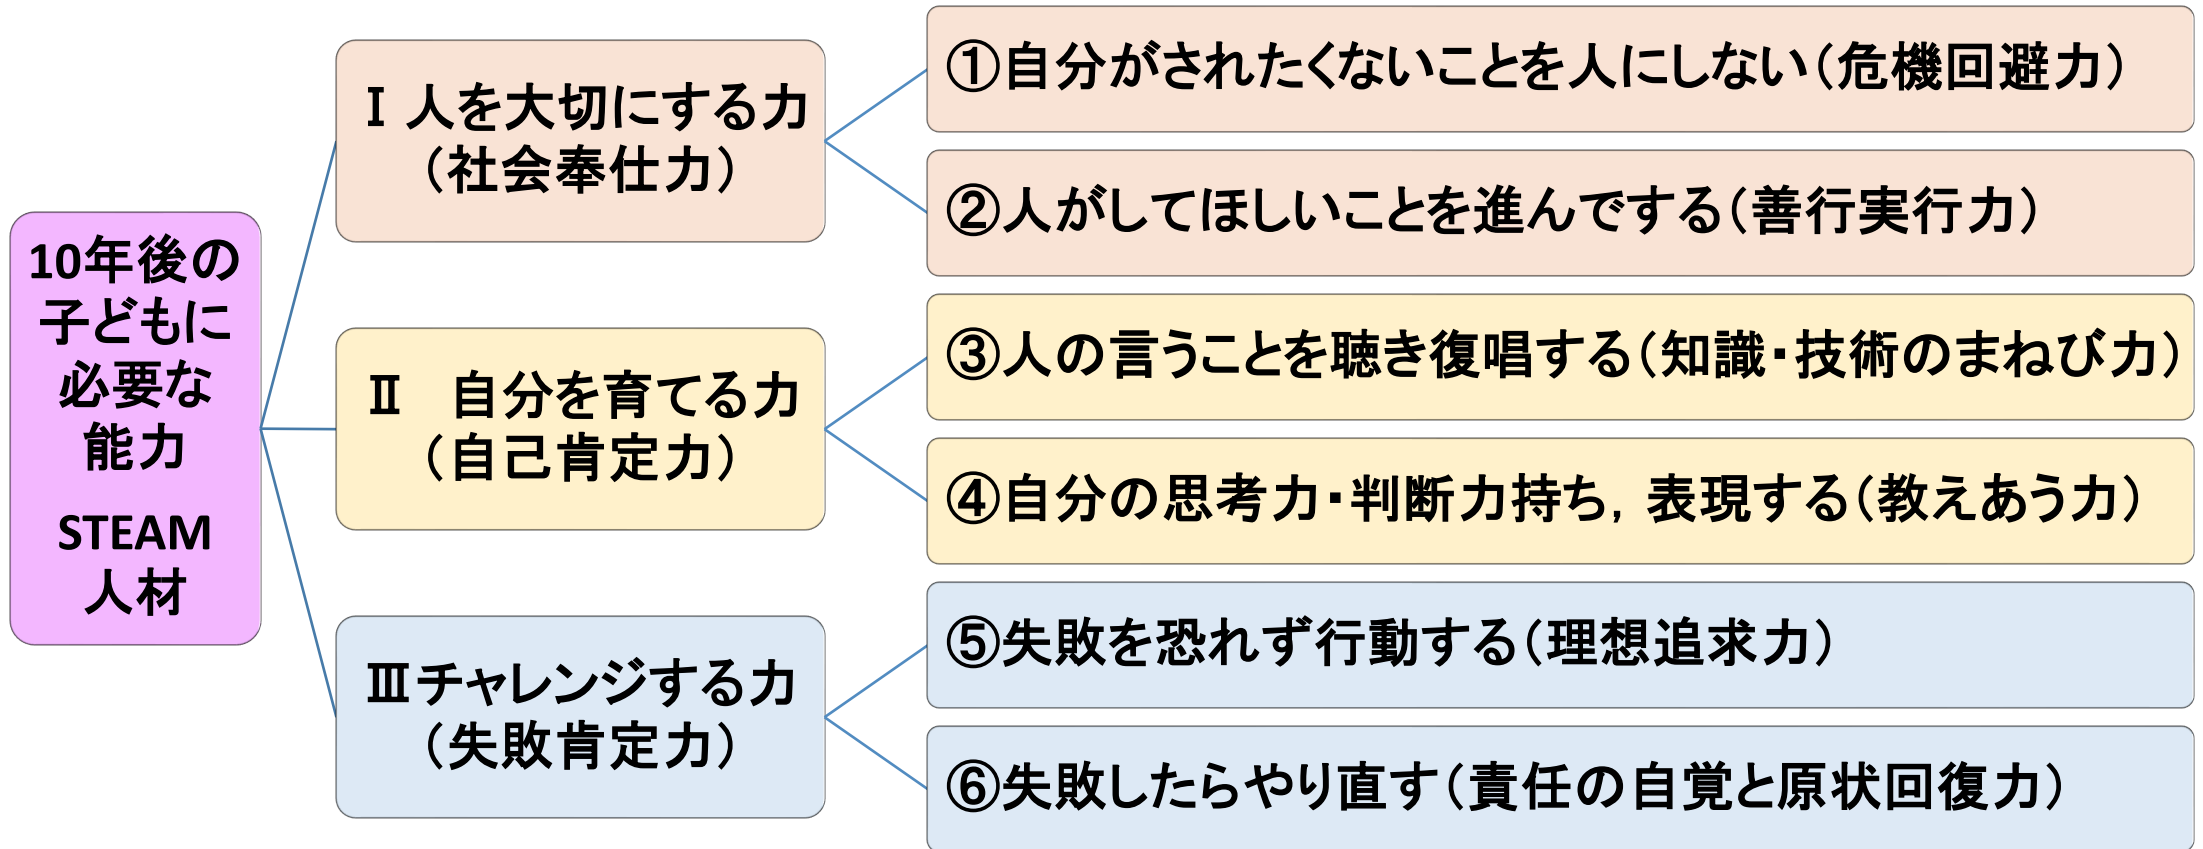 10年後の
子どもに
必要な
能力
STEAM
人材
Ⅰ 人を大切にする力
（社会奉仕力）
①自分がされたくないことを人にしない（危機回避力）
②人がしてほしいことを進んでする（善行実行力）
Ⅱ　自分を育てる力
（自己肯定力）
③人の言うことを聴き復唱する（知識・技術のまねび力）
④自分の思考力・判断力持ち，表現する（教えあう力）
Ⅲチャレンジする力
（失敗肯定力）
⑤失敗を恐れず行動する（理想追求力）
⑥失敗したらやり直す（責任の自覚と原状回復力）